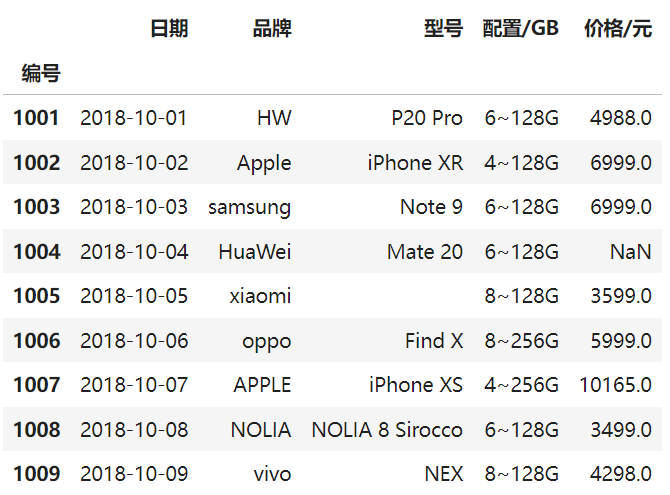 日期 品牌 型号 配置/GB 价格/元
编号
1001 2018-10-01 HW P20 Pro 6~128G 4988.0
1002 2018-10-02 Apple iPhone XR 4~128G 6999.0
1003 2018-10-03 samsung Note 9 6~128G 6999.0
1004 2018-10-04 HuaWei Mate 20 6~128G NaN
1005 2018-10-05 xiaomi 8~128G 3599.0
1006 2018-10-06 oppo Find X 8~256G 5999.0
1007 2018-10-07 APPLE iPhone XS 4~256G 10165.0
1008 2018-10-08 NOLIA NOLIA 8 Sirocco 6~128G 3499.0
1009 2018-10-09 vivo NEX 8~128G 4298.0